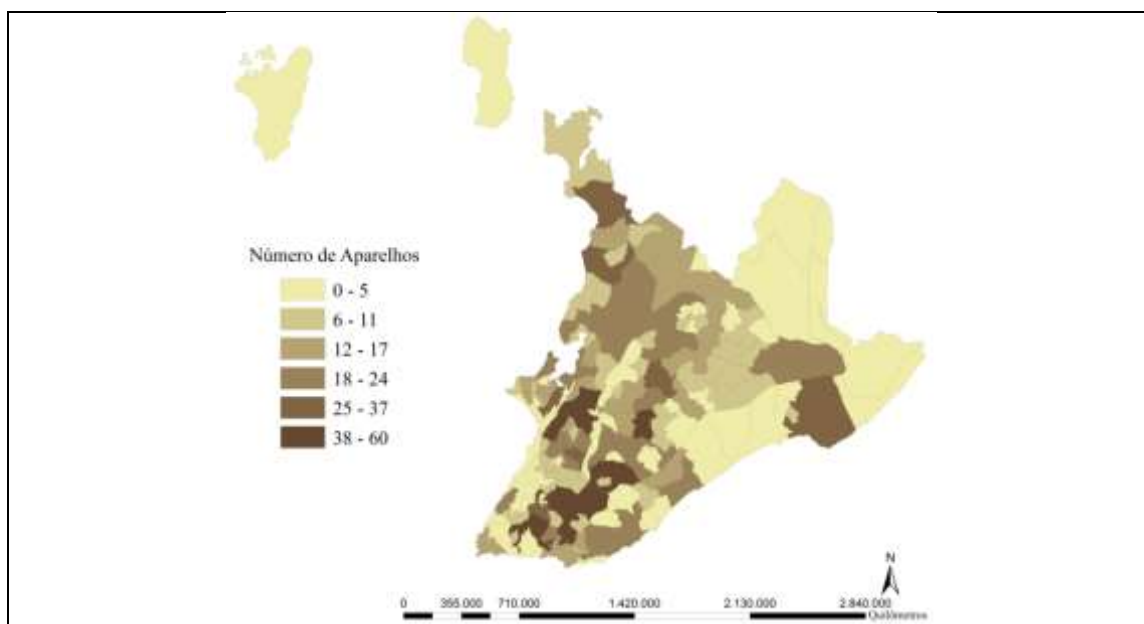 Número de Aparelhos
0 - 5
6 - 11
12 - 17
18 - 24
25 - 37
38 - 60
N
0 355.000 710.000 1.420.000 2.130.000 2.840.000
Quilômetros